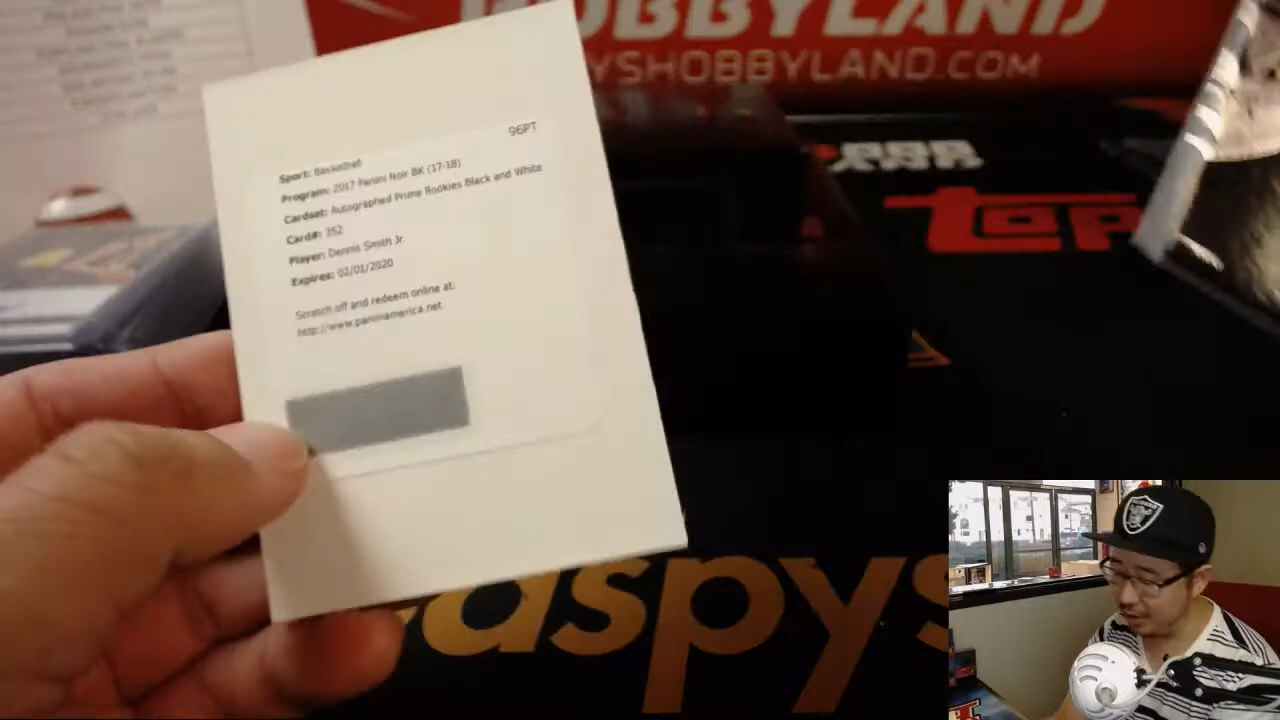 HOBBYLAND
YSHOBBYLAND.COM
96PT
Sport: Basketball
Program: 2017 Panini Noir BK (17-18)
Cardset: Autographed Prime Rookies Black and White
Card#: 352
Player: Dennis Smith Jr.
Expires: 02/01/2020
Scratch off and redeem online at:
http://www.paniniamerica.net.
TOP
aspys